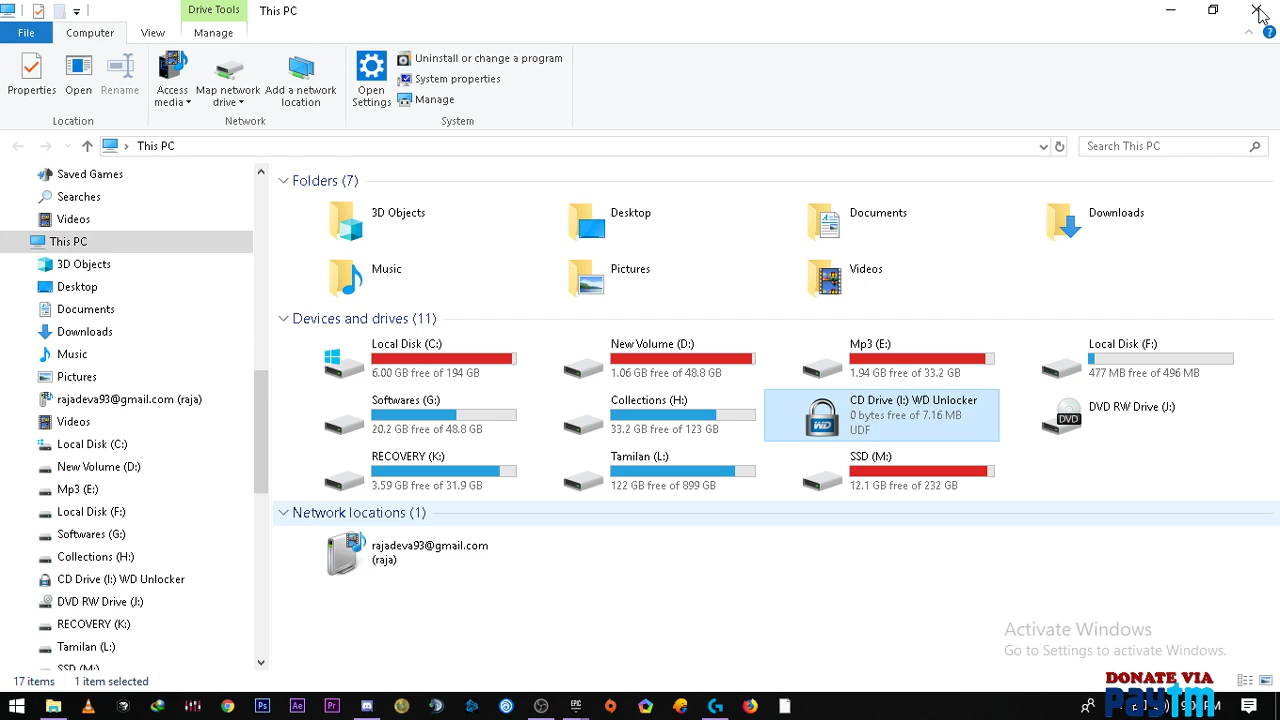 Drive Tools
This PC
File
Computer
View
Manage
Properties
Open
Rename
Access media
Map network drive
Add a network location
Open Settings
Uninstall or change a program
System properties
Manage
Location
Network
System
This PC
Search This PC
Saved Games
Searches
Videos
This PC
3D Objects
Desktop
Documents
Downloads
Music
Pictures
rajadeva93@gmail.com (raja)
Videos
Local Disk (C:)
New Volume (D:)
Mp3 (E:)
Local Disk (F:)
Softwares (G:)
Collections (H:)
CD Drive (I:) WD Unlocker
DVD RW Drive (J:)
RECOVERY (K:)
Tamilan (L:)
SSD (M:)
Folders (7)
3D Objects
Desktop
Documents
Downloads
Music
Pictures
Videos
Devices and drives (11)
Local Disk (C:)
6.00 GB free of 194 GB
New Volume (D:)
1.06 GB free of 48.8 GB
Mp3 (E:)
1.94 GB free of 33.2 GB
Local Disk (F:)
477 MB free of 496 MB
Softwares (G:)
20.2 GB free of 48.8 GB
Collections (H:)
33.2 GB free of 123 GB
WD
CD Drive (I:) WD Unlocker
0 bytes free of 7.16 MB
UDF
DVD
DVD RW Drive (J:)
RECOVERY (K:)
3.59 GB free of 31.9 GB
Tamilan (L:)
122 GB free of 899 GB
SSD (M:)
12.1 GB free of 232 GB
Network locations (1)
rajadeva93@gmail.com
(raja)
Activate Windows
Go to Settings to activate Windows.
17 items
1 item selected
DONATE VIA
paytm
Ps
Ae
Pr
EPIC